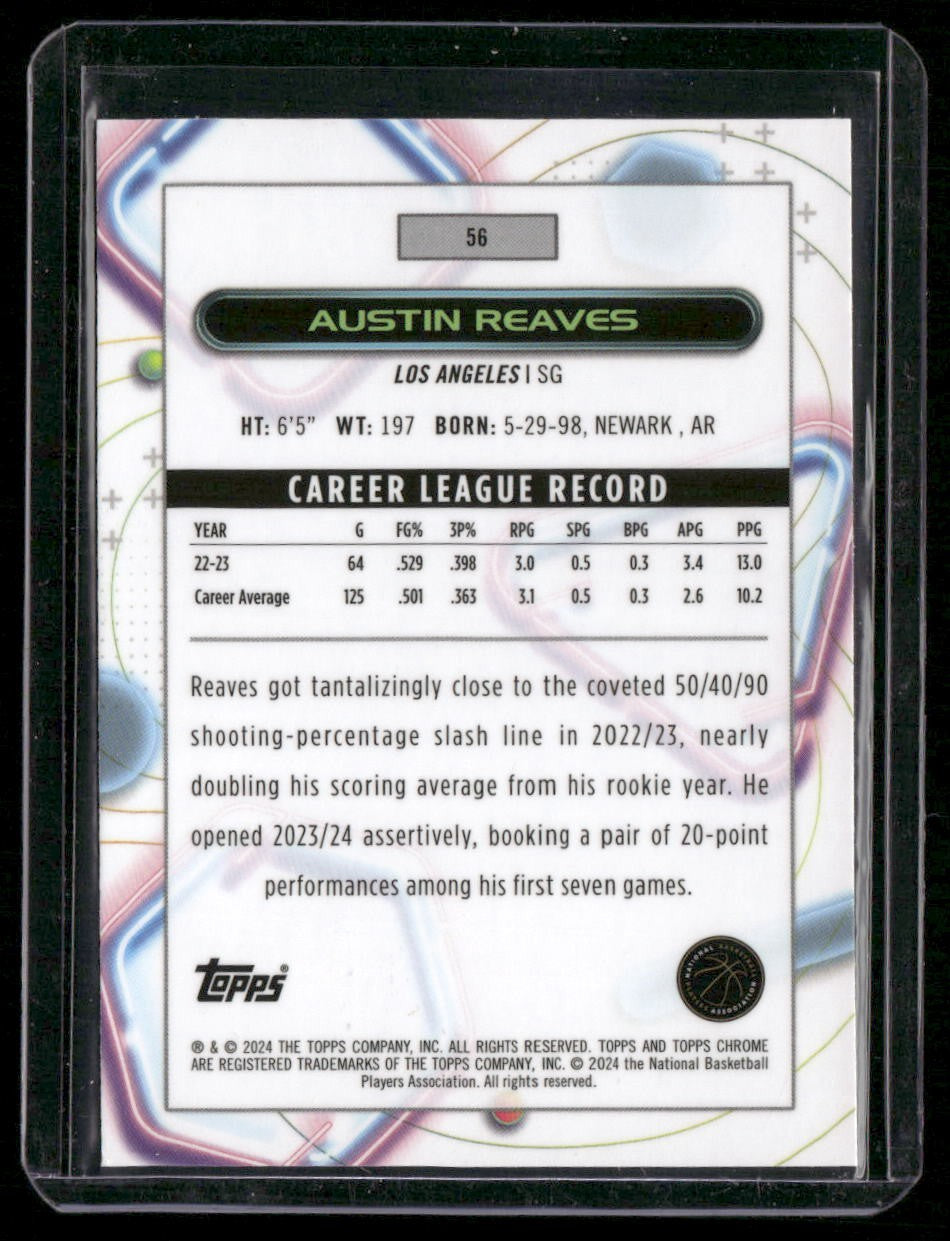 56
AUSTIN REAVES
LOS ANGELES | SG
HT: 6'5" WT: 197 BORN: 5-29-98, NEWARK , AR
CAREER LEAGUE RECORD
YEAR G FG% 3P% RPG SPG BPG APG PPG
22-23 64 .529 .398 3.0 0.5 0.3 3.4 13.0
Career Average 125 .501 .363 3.1 0.5 0.3 2.6 10.2
Reaves got tantalizingly close to the coveted 50/40/90
shooting-percentage slash line in 2022/23, nearly
doubling his scoring average from his rookie year. He
opened 2023/24 assertively, booking a pair of 20-point
performances among his first seven games.
Topps®
NATIONAL BASKETBALL PLAYERS ASSOCIATION
® & © 2024 THE TOPPS COMPANY, INC. ALL RIGHTS RESERVED. TOPPS AND TOPPS CHROME
ARE REGISTERED TRADEMARKS OF THE TOPPS COMPANY, INC. © 2024 the National Basketball
Players Association. All rights reserved.